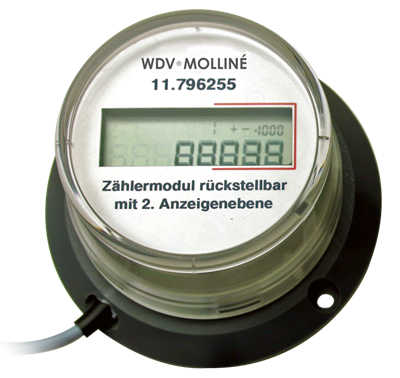 WDV®MOLLINÉ
11.796255
1 + - -1000
88888
Zählermodul rückstellbar
mit 2. Anzeigenebene